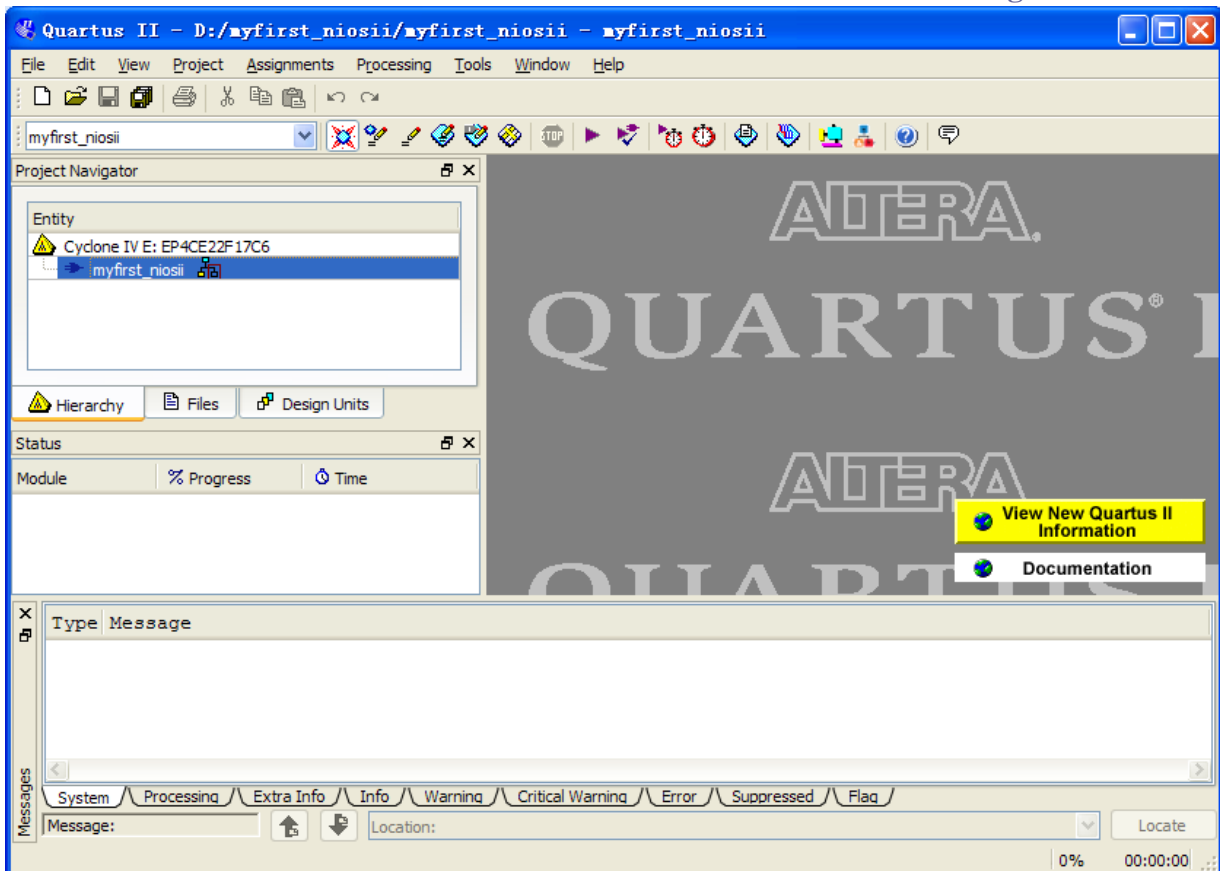 Quartus II - D:/myfirst_niosii/myfirst_niosii - myfirst_niosii
File Edit View Project Assignments Processing Tools Window Help
myfirst_niosii
Project Navigator
Entity
Cyclone IV E: EP4CE22F17C6
myfirst_niosii
Hierarchy Files Design Units
Status
Module % Progress Time
ALTERA.
QUARTUS®
ALTERA
View New Quartus II
Information
Documentation
Type Message
Messages
System Processing Extra Info Info Warning Critical Warning Error Suppressed Flag
Message: Location: Locate
0% 00:00:00